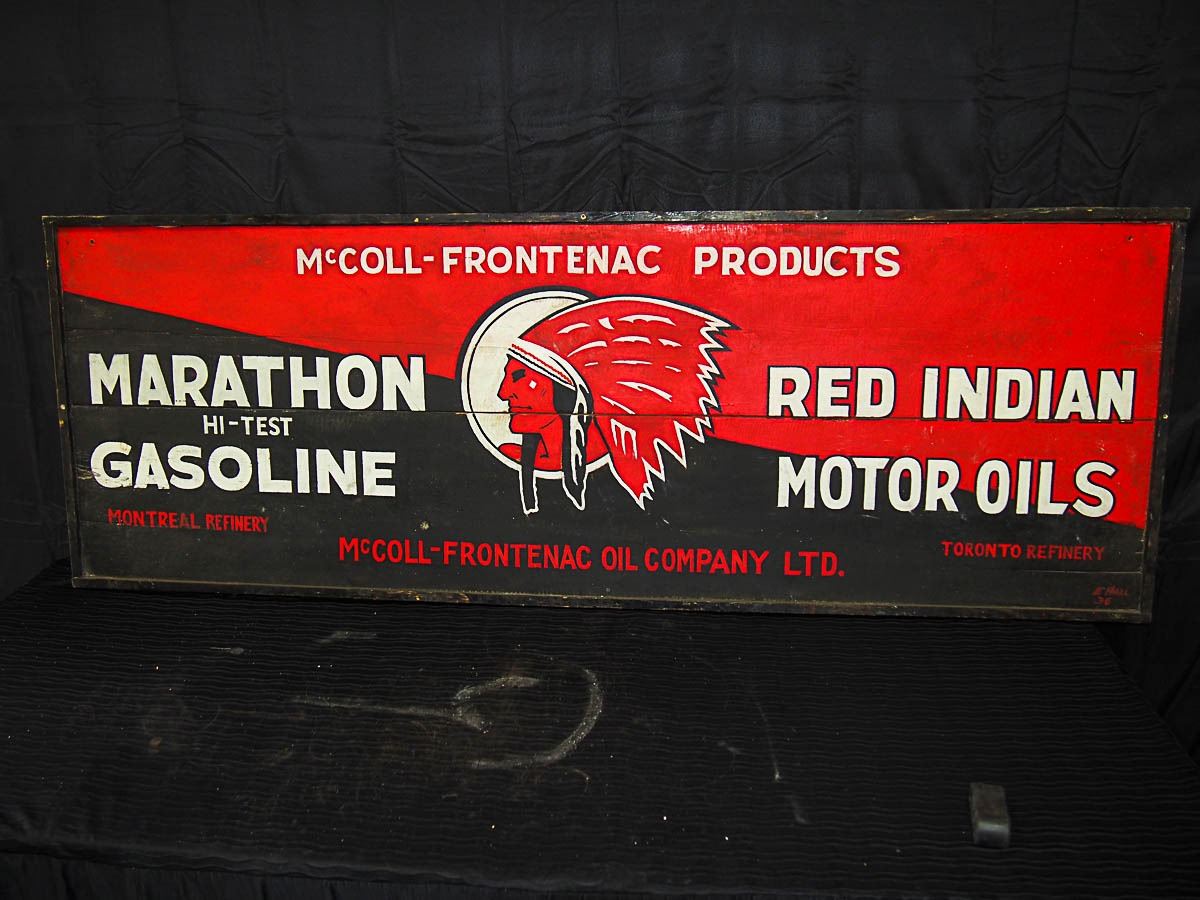 McCOLL-FRONTENAC PRODUCTS
MARATHON
HI-TEST
GASOLINE
MONTREAL REFINERY
RED INDIAN
MOTOR OILS
TORONTO REFINERY
McCOLL-FRONTENAC OIL COMPANY LTD.
36